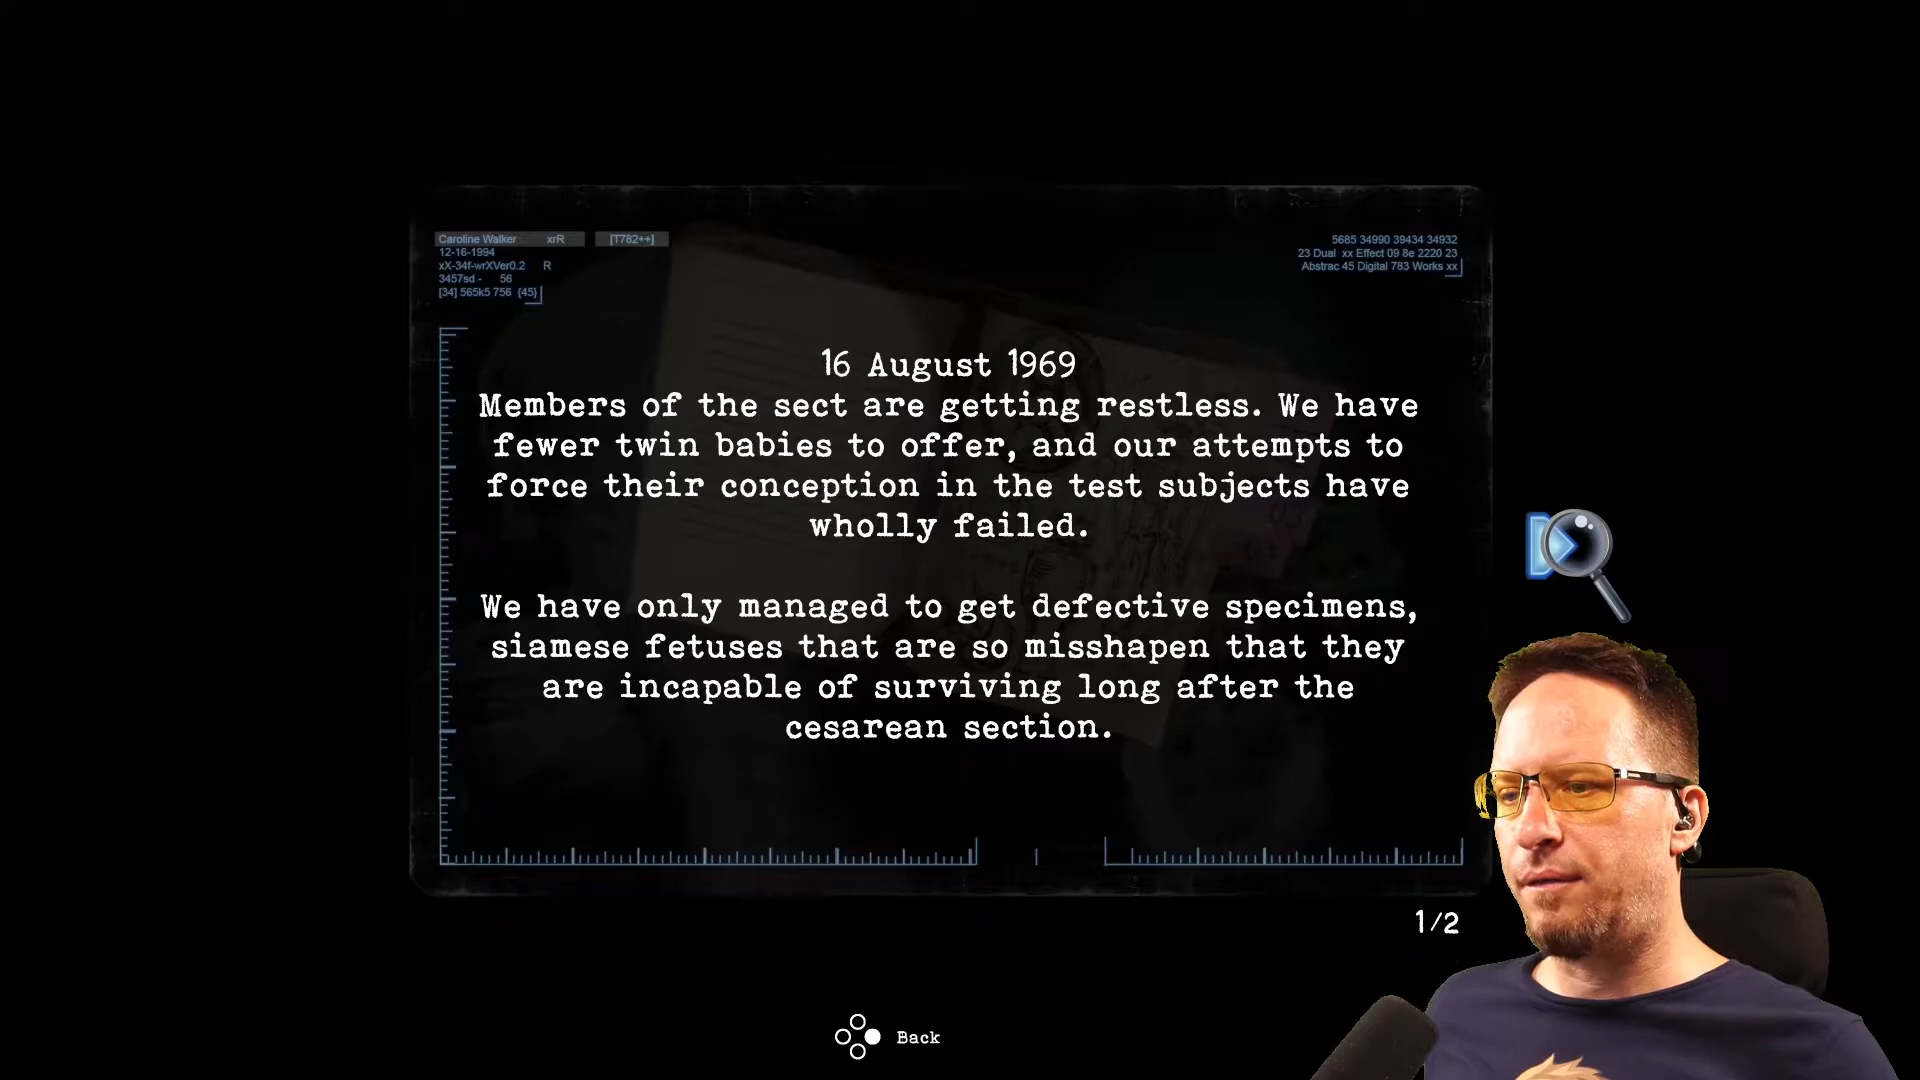 Caroline Walker xrR [T782++]
12-16-1994
xX-34f-wrXVer0.2 R
3457sd - 56
[34] 565k5 756 {45}
5685 34990 39434 34932
23 Dual xx Effect 09 8e 2220 23
Abstrac 45 Digital 783 Works xx
16 August 1969
Members of the sect are getting restless. We have
fewer twin babies to offer, and our attempts to
force their conception in the test subjects have
wholly failed.
We have only managed to get defective specimens,
siamese fetuses that are so misshapen that they
are incapable of surviving long after the
cesarean section.
1/2
Back